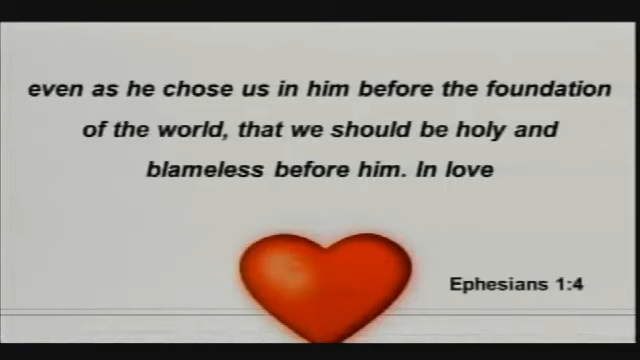 even as he chose us in him before the foundation
of the world, that we should be holy and
blameless before him. In love
Ephesians 1:4